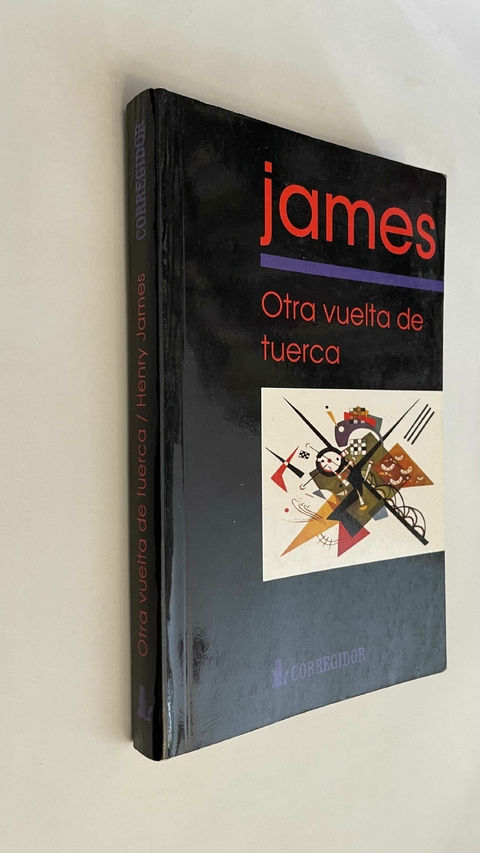 james
Otra vuelta de
tuerca
CORREGIDOR
Otra vuelta de tuerca / Henry James
CORREGIDOR